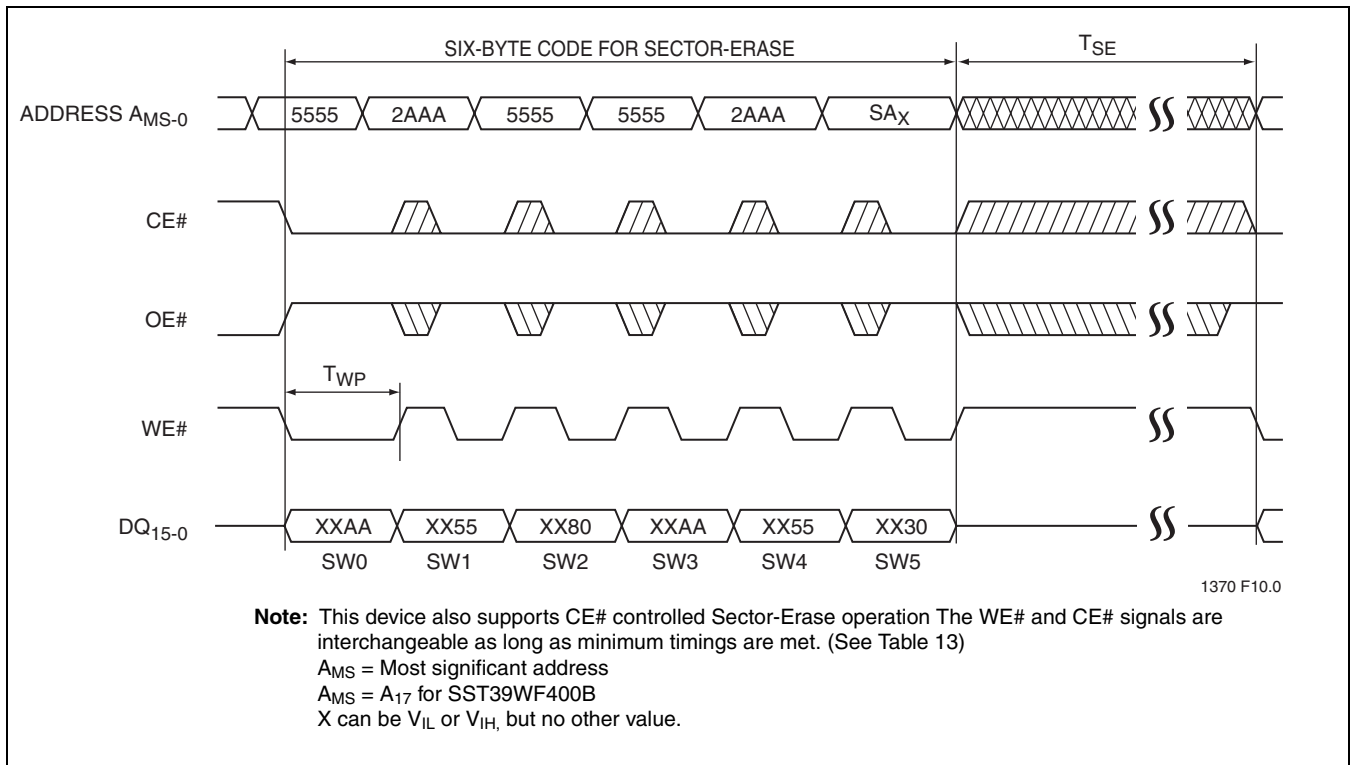 SIX-BYTE CODE FOR SECTOR-ERASE
TSE
ADDRESS AMS-0
5555 2AAA 5555 5555 2AAA SAX
CE#
OE#
TWP
WE#
DQ15-0
XXAA XX55 XX80 XXAA XX55 XX30
SW0 SW1 SW2 SW3 SW4 SW5
1370 F10.0
Note: This device also supports CE# controlled Sector-Erase operation The WE# and CE# signals are
interchangeable as long as minimum timings are met. (See Table 13)
AMS = Most significant address
AMS = A17 for SST39WF400B
X can be VIL or VIH, but no other value.